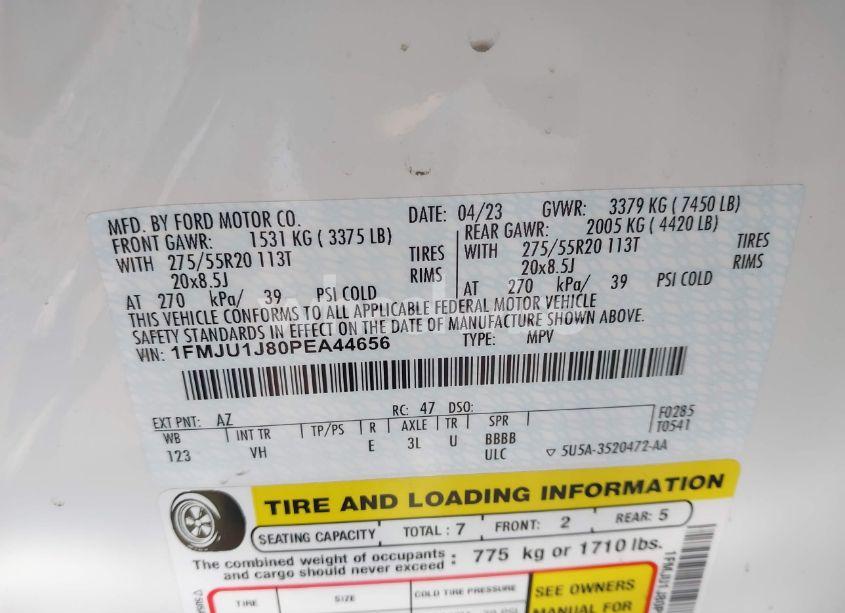 MFD. BY FORD MOTOR CO.
DATE: 04/23 GVWR: 3379 KG ( 7450 LB)
FRONT GAWR: 1531 KG ( 3375 LB)
REAR GAWR: 2005 KG ( 4420 LB)
WITH 275/55R20 113T TIRES
WITH 275/55R20 113T TIRES
20x8.5J RIMS
20x8.5J RIMS
AT 270 kPa/ 39 PSI COLD
AT 270 kPa/ 39 PSI COLD
THIS VEHICLE CONFORMS TO ALL APPLICABLE FEDERAL MOTOR VEHICLE
SAFETY STANDARDS IN EFFECT ON THE DATE OF MANUFACTURE SHOWN ABOVE.
VIN: 1FMJU1J80PEA44656 TYPE: MPV
EXT PNT: AZ RC: 47 DSO:
F0285
T0541
WB INT TR TP/PS R AXLE TR SPR
123 VH E 3L U BBBB
ULC
▽ 5U5A-3520472-AA
TIRE AND LOADING INFORMATION
SEATING CAPACITY TOTAL : 7 FRONT: 2 REAR: 5
The combined weight of occupants
and cargo should never exceed : 775 kg or 1710 lbs.
TIRE SIZE COLD TIRE PRESSURE
SEE OWNERS
MANUAL FOR